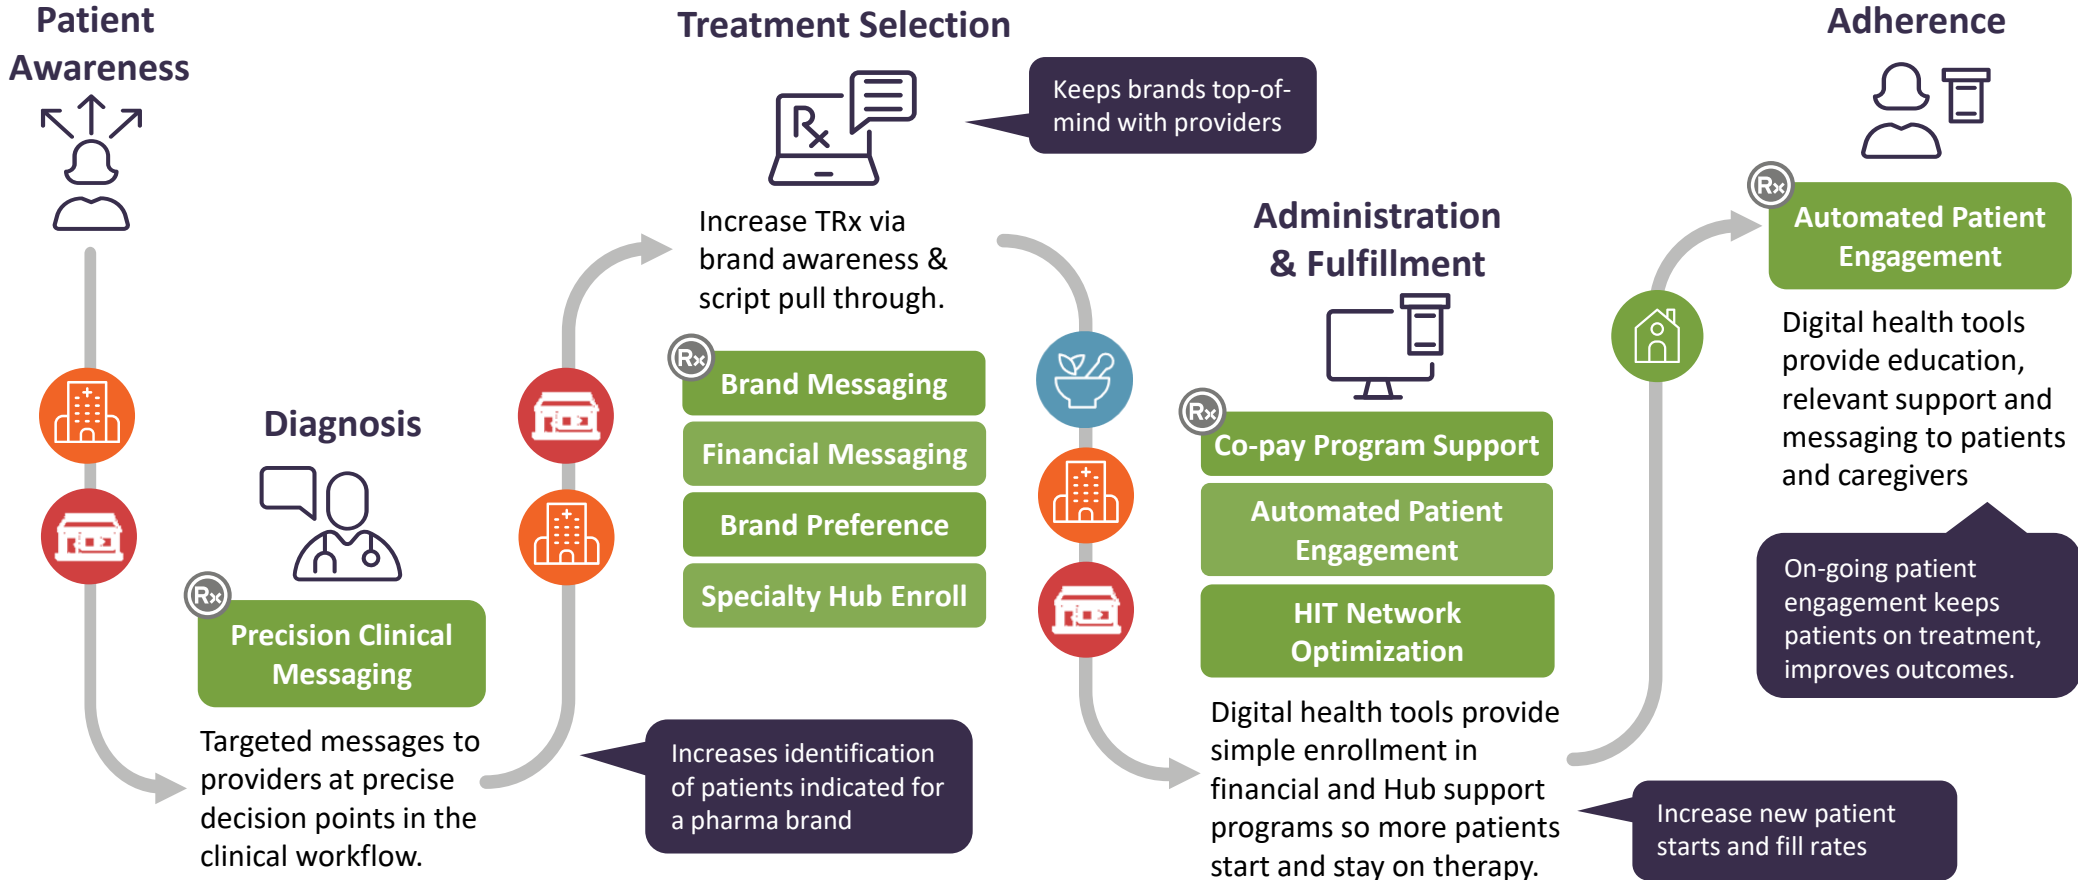 Patient
Awareness
Diagnosis
Rx
Precision Clinical
Messaging
Targeted messages to
providers at precise
decision points in the
clinical workflow.
Increases identification
of patients indicated for
a pharma brand
Treatment Selection
Rx
Keeps brands top-of-
mind with providers
Increase TRx via
brand awareness &
script pull through.
Rx
Brand Messaging
Financial Messaging
Brand Preference
Specialty Hub Enroll
Administration
& Fulfillment
Rx
Co-pay Program Support
Automated Patient
Engagement
HIT Network
Optimization
Digital health tools provide
simple enrollment in
financial and Hub support
programs so more patients
start and stay on therapy.
Increase new patient
starts and fill rates
Adherence
Rx
Automated Patient
Engagement
Digital health tools
provide education,
relevant support and
messaging to patients
and caregivers
On-going patient
engagement keeps
patients on treatment,
improves outcomes.